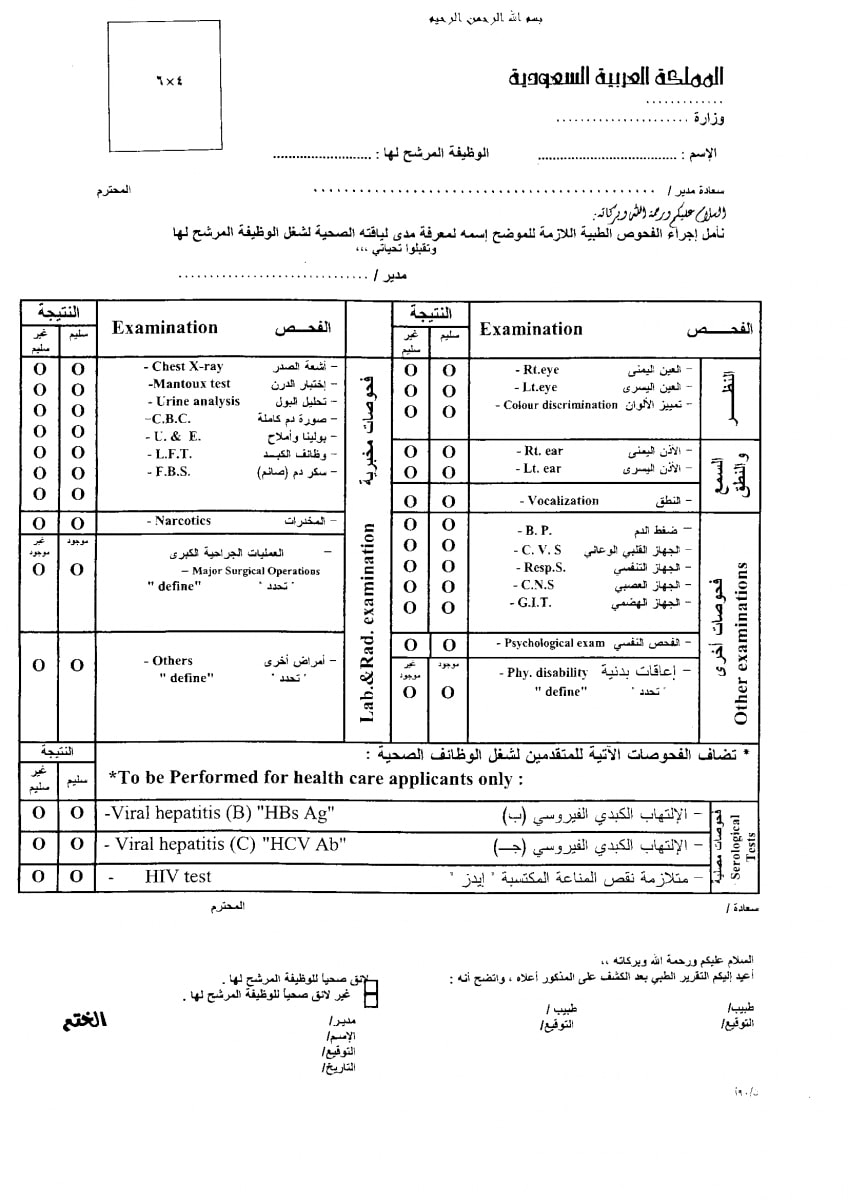 بسم الله الرحمن الرحيم
٤×٦
المملكة العربية السعودية
.............
وزارة ......................
الإسم : ..................................... الوظيفة المرشح لها : ..........................
سعادة مدير / ............................................. المحترم
السلام عليكم ورحمة الله وبركاته:
نأمل إجراء الفحوص الطبية اللازمة للموضح إسمه لمعرفة مدى لياقته الصحية لشغل الوظيفة المرشح لها
وتقبلوا تحياتي ،،،
مدير / ...............................
الفحـــص Examination النتيجة
سليم غير سليم
النظـــر
- العين اليمنى - Rt.eye O O
- العين اليسرى - Lt.eye O O
- تمييز الألوان - Colour discrimination O O
السمع والنطق
- الأذن اليمنى - Rt. ear O O
- الأذن اليسرى - Lt. ear O O
- النطق - Vocalization O O
فحوصات أخرى Other examinations
- ضغط الدم - B. P. O O
- الجهاز القلبي الوعائي - C. V. S O O
- الجهاز التنفسي - Resp.S. O O
- الجهاز العصبي - C.N.S O O
- الجهاز الهضمي - G.I.T. O O
- الفحص النفسي - Psychological exam O O
موجود غير موجود
- إعاقات بدنية - Phy. disability O O
" تحدد " " define"
الفحـــص Examination النتيجة
سليم غير سليم
فحوصات مخبرية Lab.&Rad. examination
- أشعة الصدر - Chest X-ray O O
- إختبار الدرن -Mantoux test O O
- تحليل البول - Urine analysis O O
- صورة دم كاملة -C.B.C. O O
- بولينا وأملاح - U. & E. O O
- وظائف الكبـد - L.F.T. O O
- سكر دم (صائم) - F.B.S. O O
- المخدرات - Narcotics O O
موجود غير موجود
- العمليات الجراحية الكبرى
– Major Surgical Operations O O
" تحدد " " define"
- أمراض أخرى - Others O O
" تحدد " " define"
* تضاف الفحوصات الآتية للمتقدمين لشغل الوظائف الصحية : النتيجة
*To be Performed for health care applicants only : سليم غير سليم
فحوصات مصلية Serological Tests
- الإلتهاب الكبدي الفيروسي (ب) -Viral hepatitis (B) "HBs Ag" O O
- الإلتهاب الكبدي الفيروسي (جـ) - Viral hepatitis (C) "HCV Ab" O O
- متلازمة نقص المناعة المكتسبة " إيدز " - HIV test O O
سعادة / المحترم
السلام عليكم ورحمة الله وبركاته ،،
أعيد إليكم التقرير الطبي بعد الكشف على المذكور أعلاه ، واتضح أنه :
لائق صحياً للوظيفة المرشح لها .
غير لائق صحياً للوظيفة المرشح لها .
طبيب/ طبيب /
التوقيع/ التوقيع/
مدير/
الإسم/
التوقيع/
التاريخ/
الختم